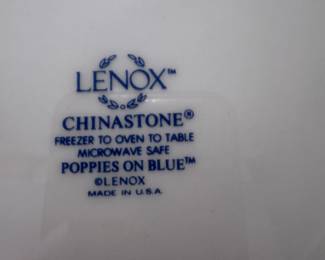 LENOX™
CHINASTONE®
FREEZER TO OVEN TO TABLE
MICROWAVE SAFE
POPPIES ON BLUE™
©LENOX
MADE IN U.S.A.